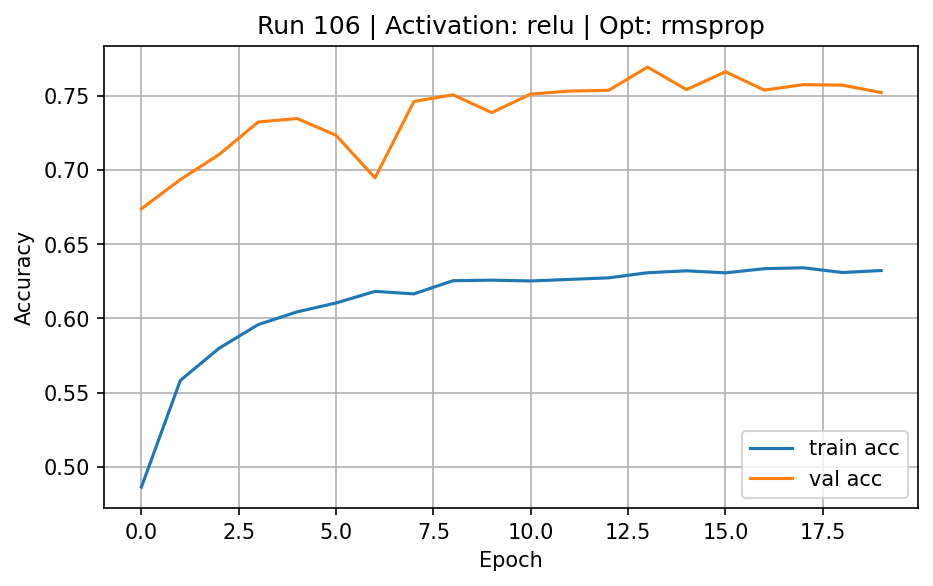 Run 106 | Activation: relu | Opt: rmsprop
Accuracy
0.75
0.70
0.65
0.60
0.55
0.50
train acc
val acc
0.0 2.5 5.0 7.5 10.0 12.5 15.0 17.5
Epoch